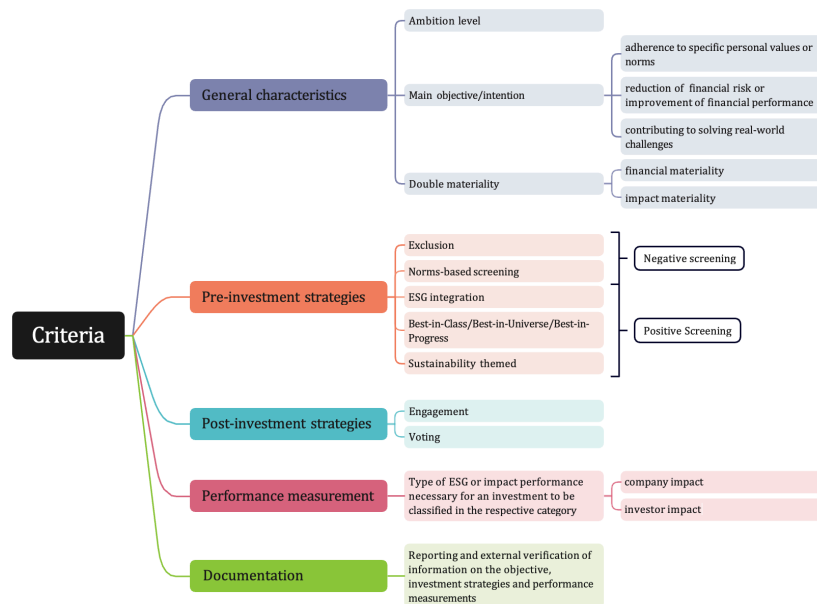 Criteria
General characteristics
Ambition level
Main objective/intention
adherence to specific personal values or
norms
reduction of financial risk or
improvement of financial performance
contributing to solving real-world
challenges
Double materiality
financial materiality
impact materiality
Pre-investment strategies
Exclusion
Norms-based screening
ESG integration
Best-in-Class/Best-in-Universe/Best-in-
Progress
Sustainability themed
Negative screening
Positive Screening
Post-investment strategies
Engagement
Voting
Performance measurement
Type of ESG or impact performance
necessary for an investment to be
classified in the respective category
company impact
investor impact
Documentation
Reporting and external verification of
information on the objective,
investment strategies and performance
measurements